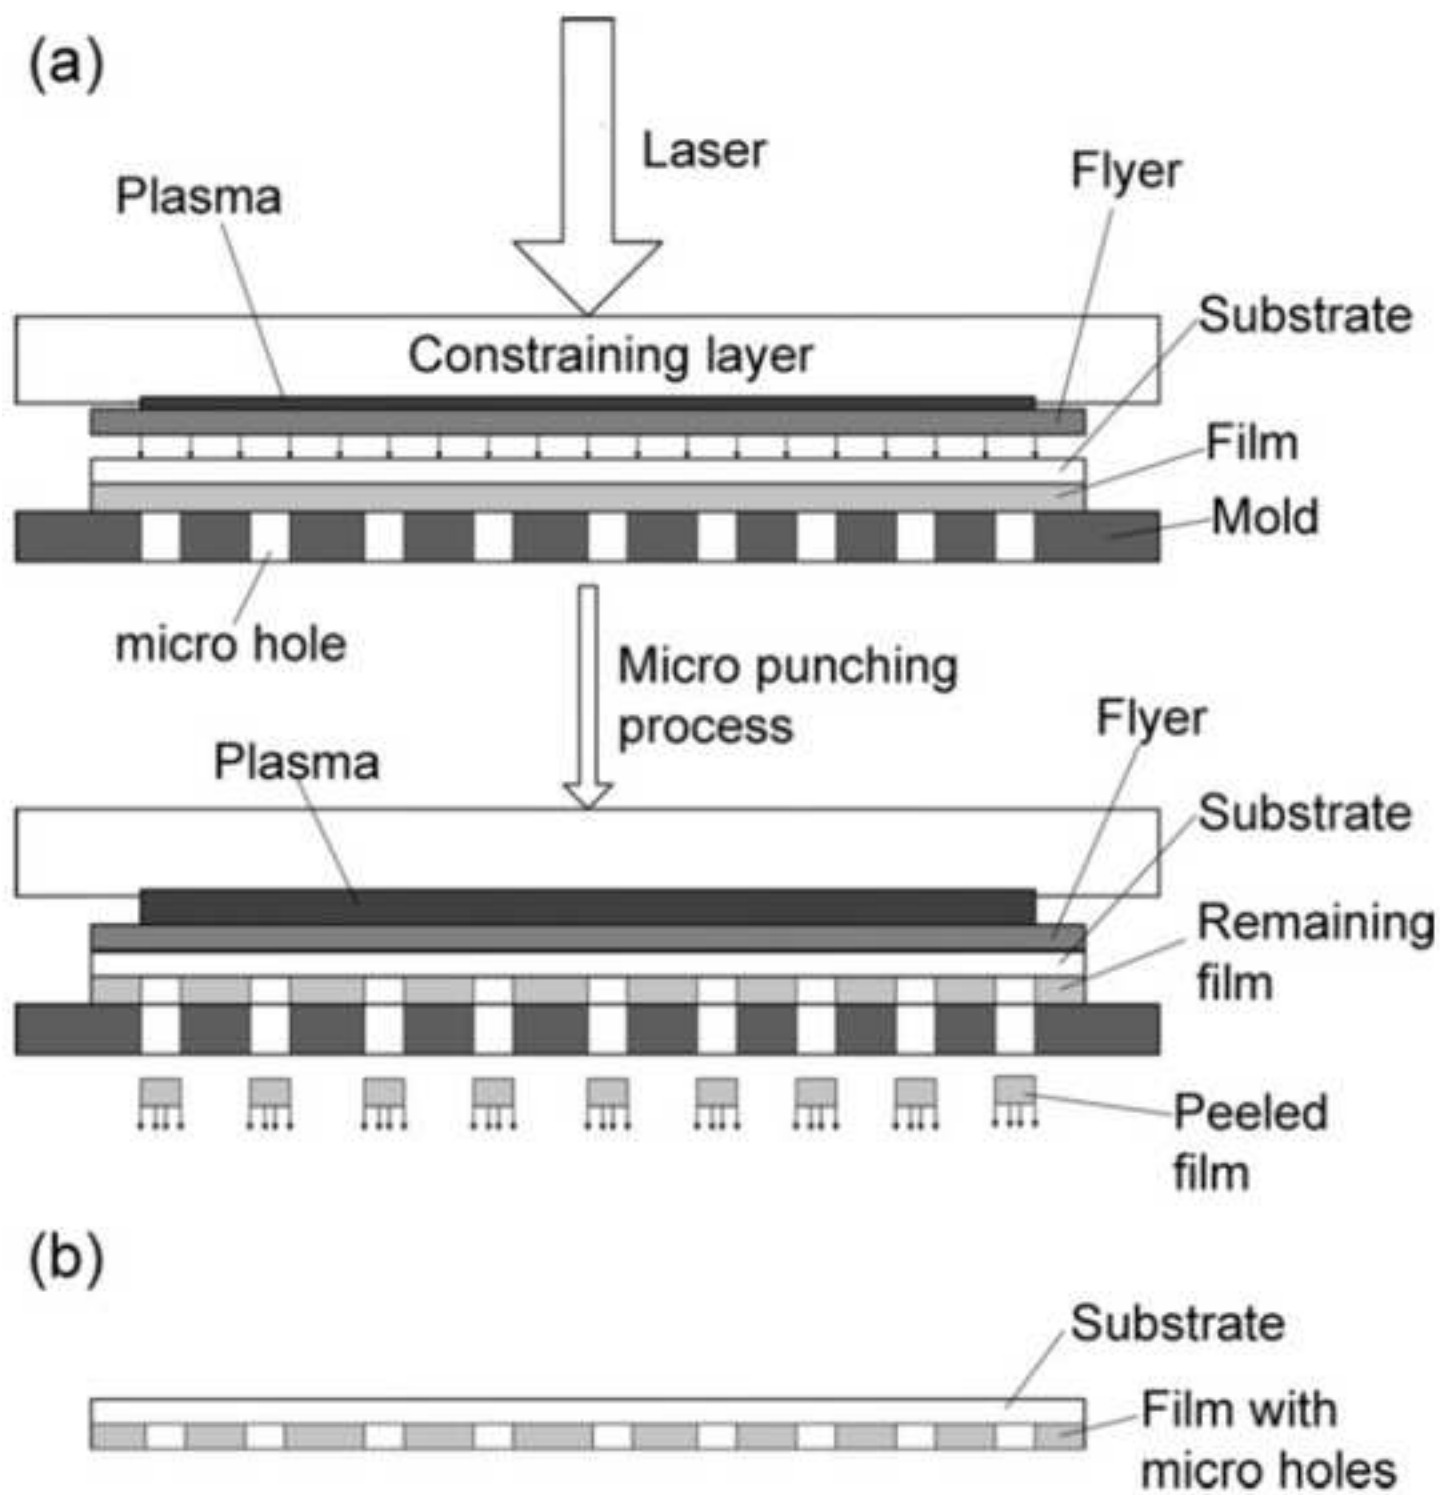 (a)
Laser
Flyer
Plasma
Substrate
Constraining layer
Film
Mold
micro hole
Micro punching
process
Flyer
Plasma
Substrate
Remaining
film
Peeled
film
(b)
Substrate
Film with
micro holes